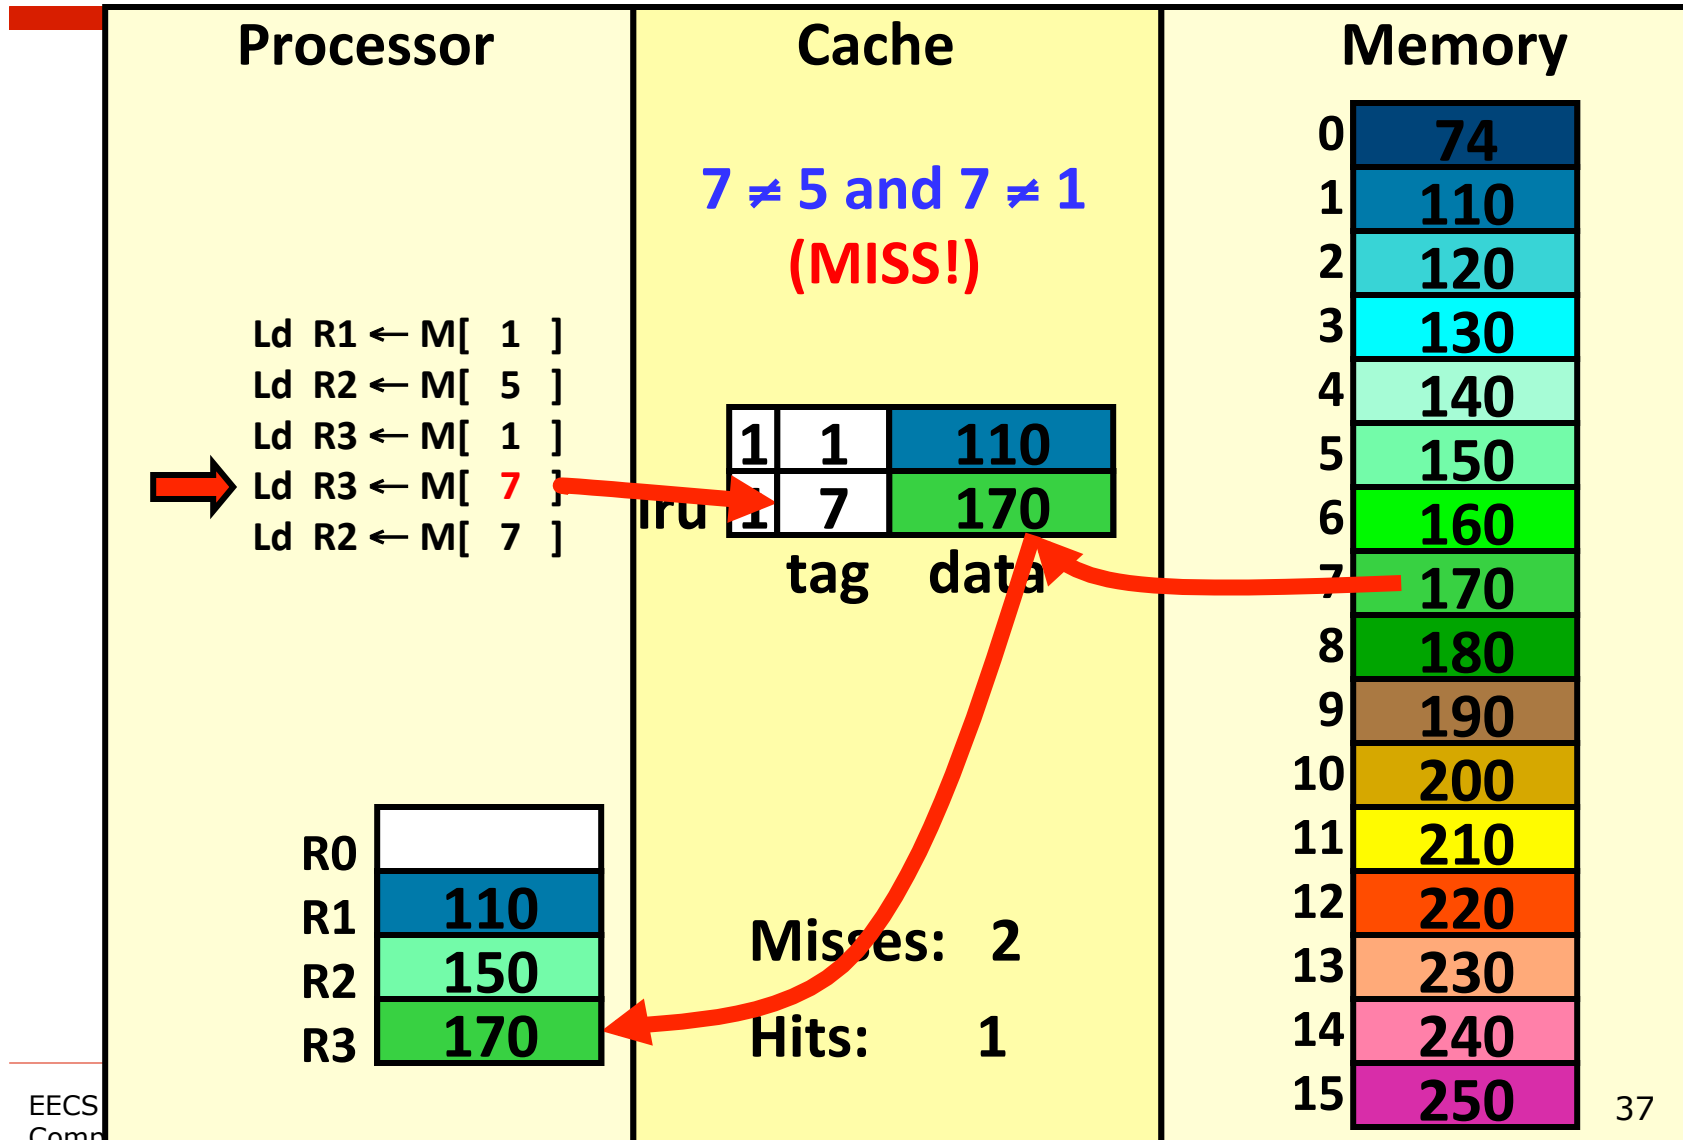 Processor
Cache
Memory
7 ≠ 5 and 7 ≠ 1
(MISS!)
Ld R1 ← M[ 1 ]
Ld R2 ← M[ 5 ]
Ld R3 ← M[ 1 ]
Ld R3 ← M[ 7 ]
Ld R2 ← M[ 7 ]
1 1 110
lru 1 7 170
tag data
R0
R1 110
R2 150
R3 170
Misses: 2
Hits: 1
0 74
1 110
2 120
3 130
4 140
5 150
6 160
7 170
8 180
9 190
10 200
11 210
12 220
13 230
14 240
15 250
EECS
Comp
37